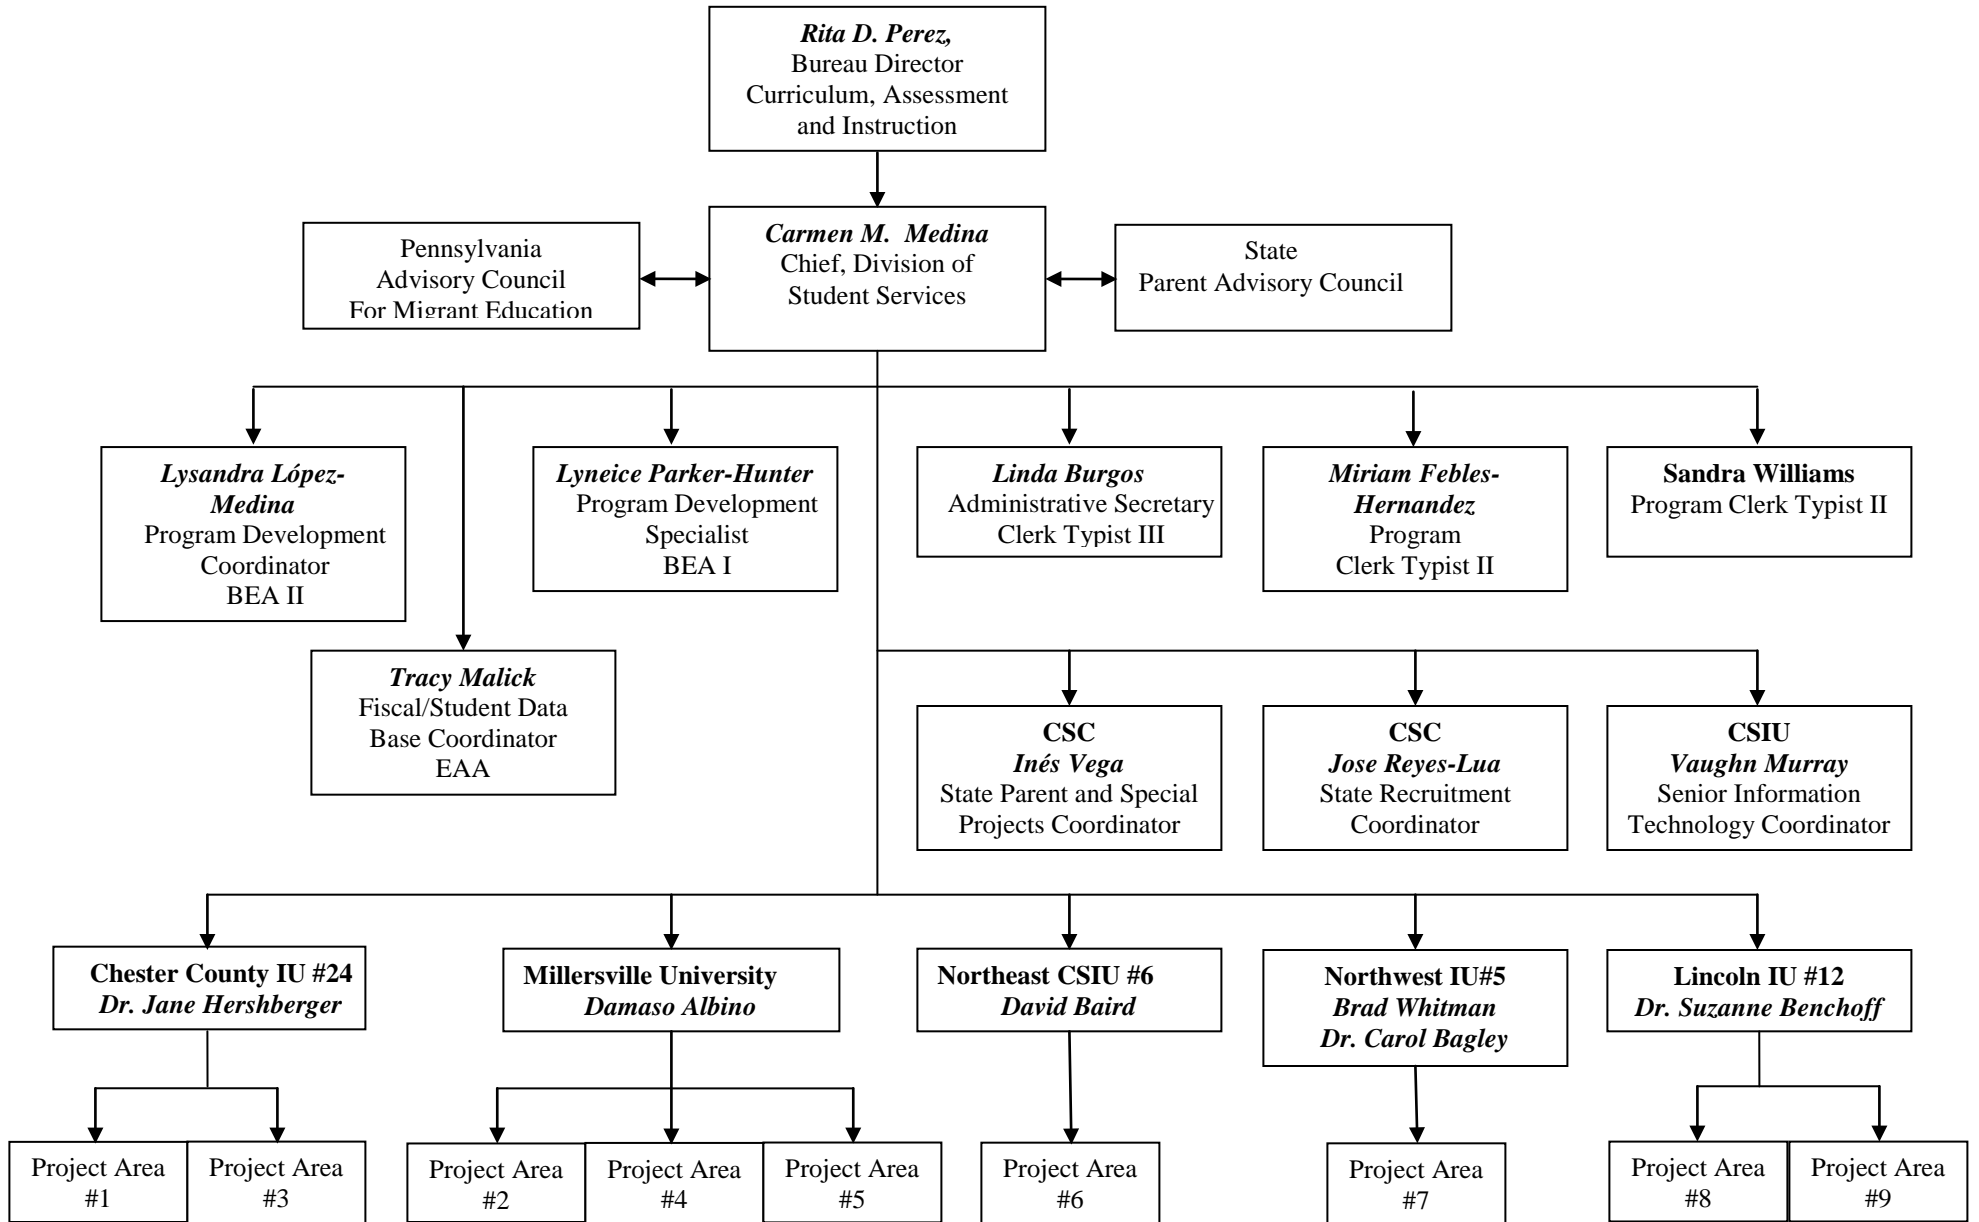 Rita D. Perez,
Bureau Director
Curriculum, Assessment
and Instruction
Pennsylvania
Advisory Council
For Migrant Education
Carmen M. Medina
Chief, Division of
Student Services
State
Parent Advisory Council
Lysandra López-
Medina
Program Development
Coordinator
BEA II
Lyneice Parker-Hunter
Program Development
Specialist
BEA I
Linda Burgos
Administrative Secretary
Clerk Typist III
Miriam Febles-
Hernandez
Program
Clerk Typist II
Sandra Williams
Program Clerk Typist II
Tracy Malick
Fiscal/Student Data
Base Coordinator
EAA
CSC
Inés Vega
State Parent and Special
Projects Coordinator
CSC
Jose Reyes-Lua
State Recruitment
Coordinator
CSIU
Vaughn Murray
Senior Information
Technology Coordinator
Chester County IU #24
Dr. Jane Hershberger
Millersville University
Damaso Albino
Northeast CSIU #6
David Baird
Northwest IU#5
Brad Whitman
Dr. Carol Bagley
Lincoln IU #12
Dr. Suzanne Benchoff
Project Area
#1
Project Area
#3
Project Area
#2
Project Area
#4
Project Area
#5
Project Area
#6
Project Area
#7
Project Area
#8
Project Area
#9